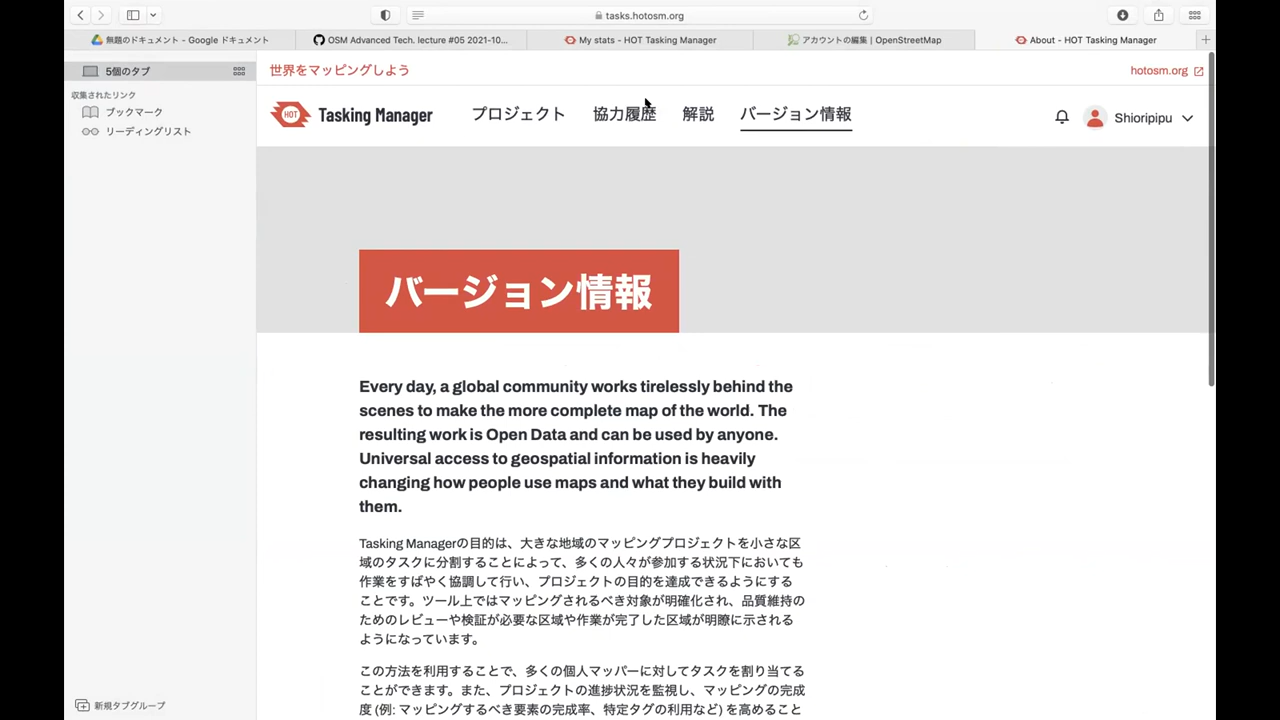 tasks.hotosm.org
無題のドキュメント - Google ドキュメント
OSM Advanced Tech. lecture #05 2021-10...
My stats - HOT Tasking Manager
アカウントの編集 | OpenStreetMap
About - HOT Tasking Manager
5個のタブ
収集されたリンク
ブックマーク
リーディングリスト
新規タブグループ
世界をマッピングしよう
hotosm.org
HOT Tasking Manager
プロジェクト
協力履歴
解説
バージョン情報
Shioripipu
バージョン情報
Every day, a global community works tirelessly behind the
scenes to make the more complete map of the world. The
resulting work is Open Data and can be used by anyone.
Universal access to geospatial information is heavily
changing how people use maps and what they build with
them.
Tasking Managerの目的は、大きな地域のマッピングプロジェクトを小さな区
域のタスクに分割することによって、多くの人々が参加する状況下においても
作業をすばやく協調して行い、プロジェクトの目的を達成できるようにする
ことです。ツール上ではマッピングされるべき対象が明確化され、品質維持の
ためのレビューや検証が必要な区域や作業が完了した区域が明瞭に示される
ようになっています。
この方法を利用することで、多くの個人マッパーに対してタスクを割り当てる
ことができます。また、プロジェクトの進捗状況を監視し、マッピングの完成
度 (例: マッピングするべき要素の完成率、特定タグの利用など) を高めること